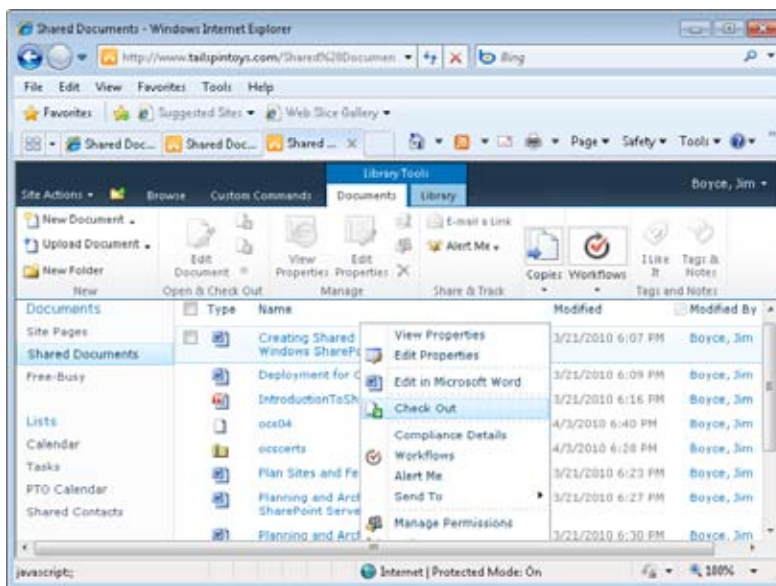 Shared Documents - Windows Internet Explorer
http://www.tailspintoys.com/Shared%20Documen
Bing
File Edit View Favorites Tools Help
Favorites Suggested Sites Web Slice Gallery
Shared Doc... Shared Doc... Shared ... Page Safety Tools
Library Tools
Site Actions Browse Custom Commands Documents Library Boyce, Jim
New Document
Upload Document
New Folder
New
Edit Document
Open & Check Out
View Properties
Edit Properties
Manage
E-mail a Link
Alert Me
Share & Track
Copies
Workflows
I Like It
Tags & Notes
Tags and Notes
Documents
Site Pages
Shared Documents
Free-Busy
Lists
Calendar
Tasks
PTO Calendar
Shared Contacts
Type Name Modified Modified By
Creating Shared
Windows SharePo
3/21/2010 6:07 PM Boyce, Jim
Deployment for 3/21/2010 6:09 PM Boyce, Jim
IntroductionToSh 3/21/2010 6:16 PM Boyce, Jim
ocs04 4/3/2010 6:40 PM Boyce, Jim
ocscerts 4/3/2010 6:28 PM Boyce, Jim
Plan Sites and Fe 3/21/2010 6:23 PM Boyce, Jim
Planning and Arch
SharePoint Serve
3/21/2010 6:27 PM Boyce, Jim
Planning and Arch 3/21/2010 6:30 PM Boyce, Jim
View Properties
Edit Properties
Edit in Microsoft Word
Check Out
Compliance Details
Workflows
Alert Me
Send To
Manage Permissions
javascript:;
Internet | Protected Mode: On
100%